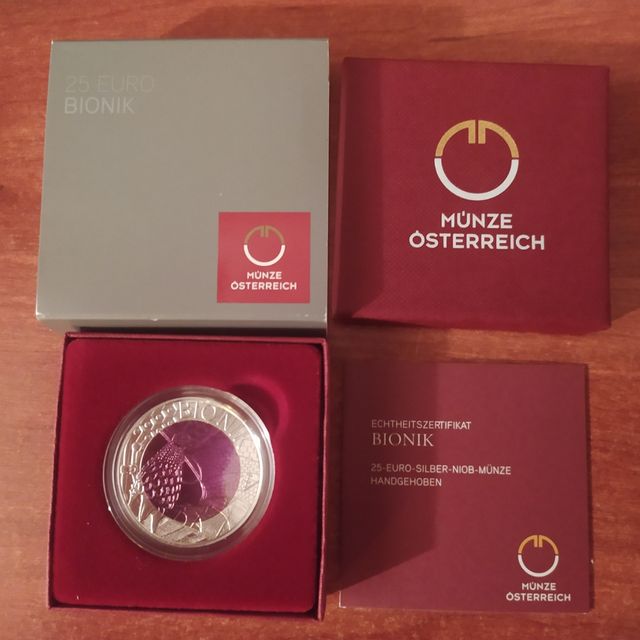 25 EURO
BIONIK
MÜNZE
ÖSTERREICH
MÜNZE
ÖSTERREICH
BIONIK
ECHTHEITSZERTIFIKAT
BIONIK
25-EURO-SILBER-NIOB-MÜNZE
HANDGEHOBEN
MÜNZE
ÖSTERREICH